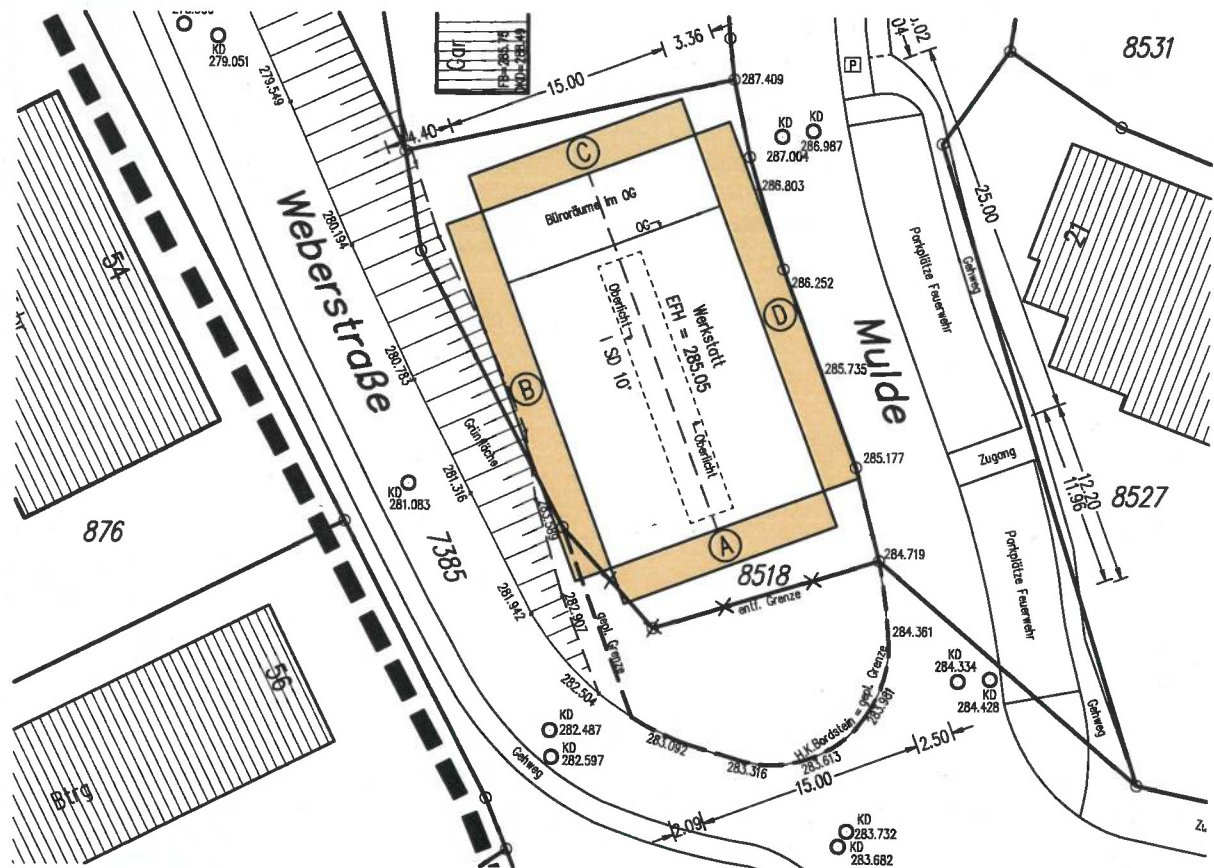 KD
279.051
279.549
Gar
FB=285.75
15.00
3.36
4.40
287.409
P
8531
KD
KD
287.004
286.987
286.803
C
Büroräume im OG
OG
Weberstraße
280.194
54
25.00
21
Parkplätze Feuerwehr
Gehweg
286.252
Oberlicht
Werkstatt
EFH = 285.05
I SD 10°
D
Mulde
280.783
B
285.735
Grünfläche
Oberlicht
281.316
KD
281.083
285.177
Zugang
12.20
11.96
8527
876
7385
283.589
A
8518
284.719
entf. Grenze
281.942
282.907
gepl. Grenze
Parkplätze Feuerwehr
284.361
56
282.504
KD
284.334
KD
284.428
H.K.Bordstein = gepl. Grenze
283.981
Gehweg
KD
282.487
KD
282.597
283.092
283.316
283.613
2.50
15.00
2.09
Gehweg
Btrg
KD
283.732
KD
283.682